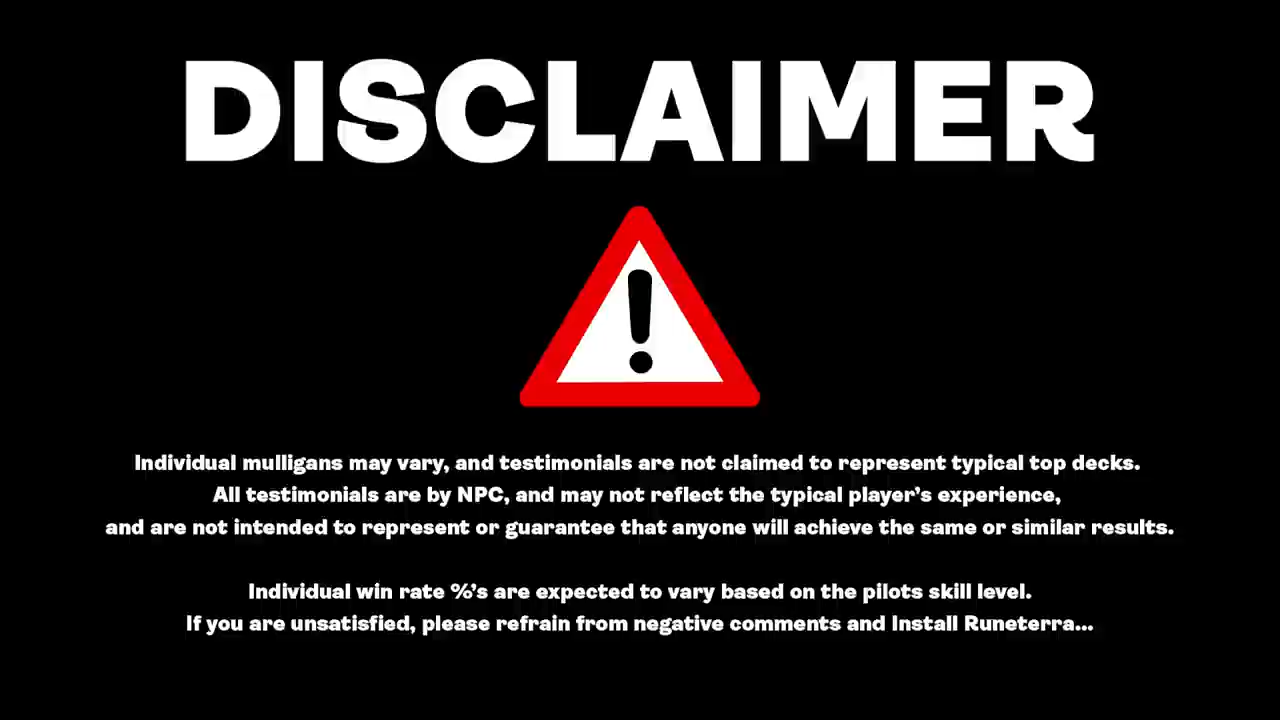 DISCLAIMER
Individual mulligans may vary, and testimonials are not claimed to represent typical top decks.
All testimonials are by NPC, and may not reflect the typical player's experience,
and are not intended to represent or guarantee that anyone will achieve the same or similar results.
Individual win rate %'s are expected to vary based on the pilots skill level.
If you are unsatisfied, please refrain from negative comments and Install Runeterra...